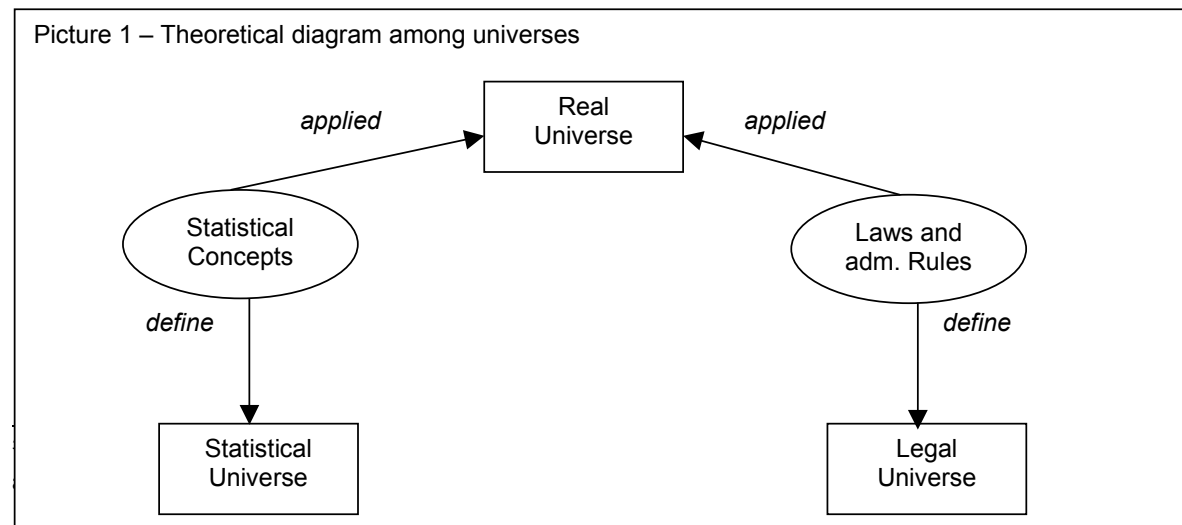 Picture 1 – Theoretical diagram among universes
Real
Universe
applied
applied
Statistical
Concepts
Laws and
adm. Rules
define
define
Statistical
Universe
Legal
Universe